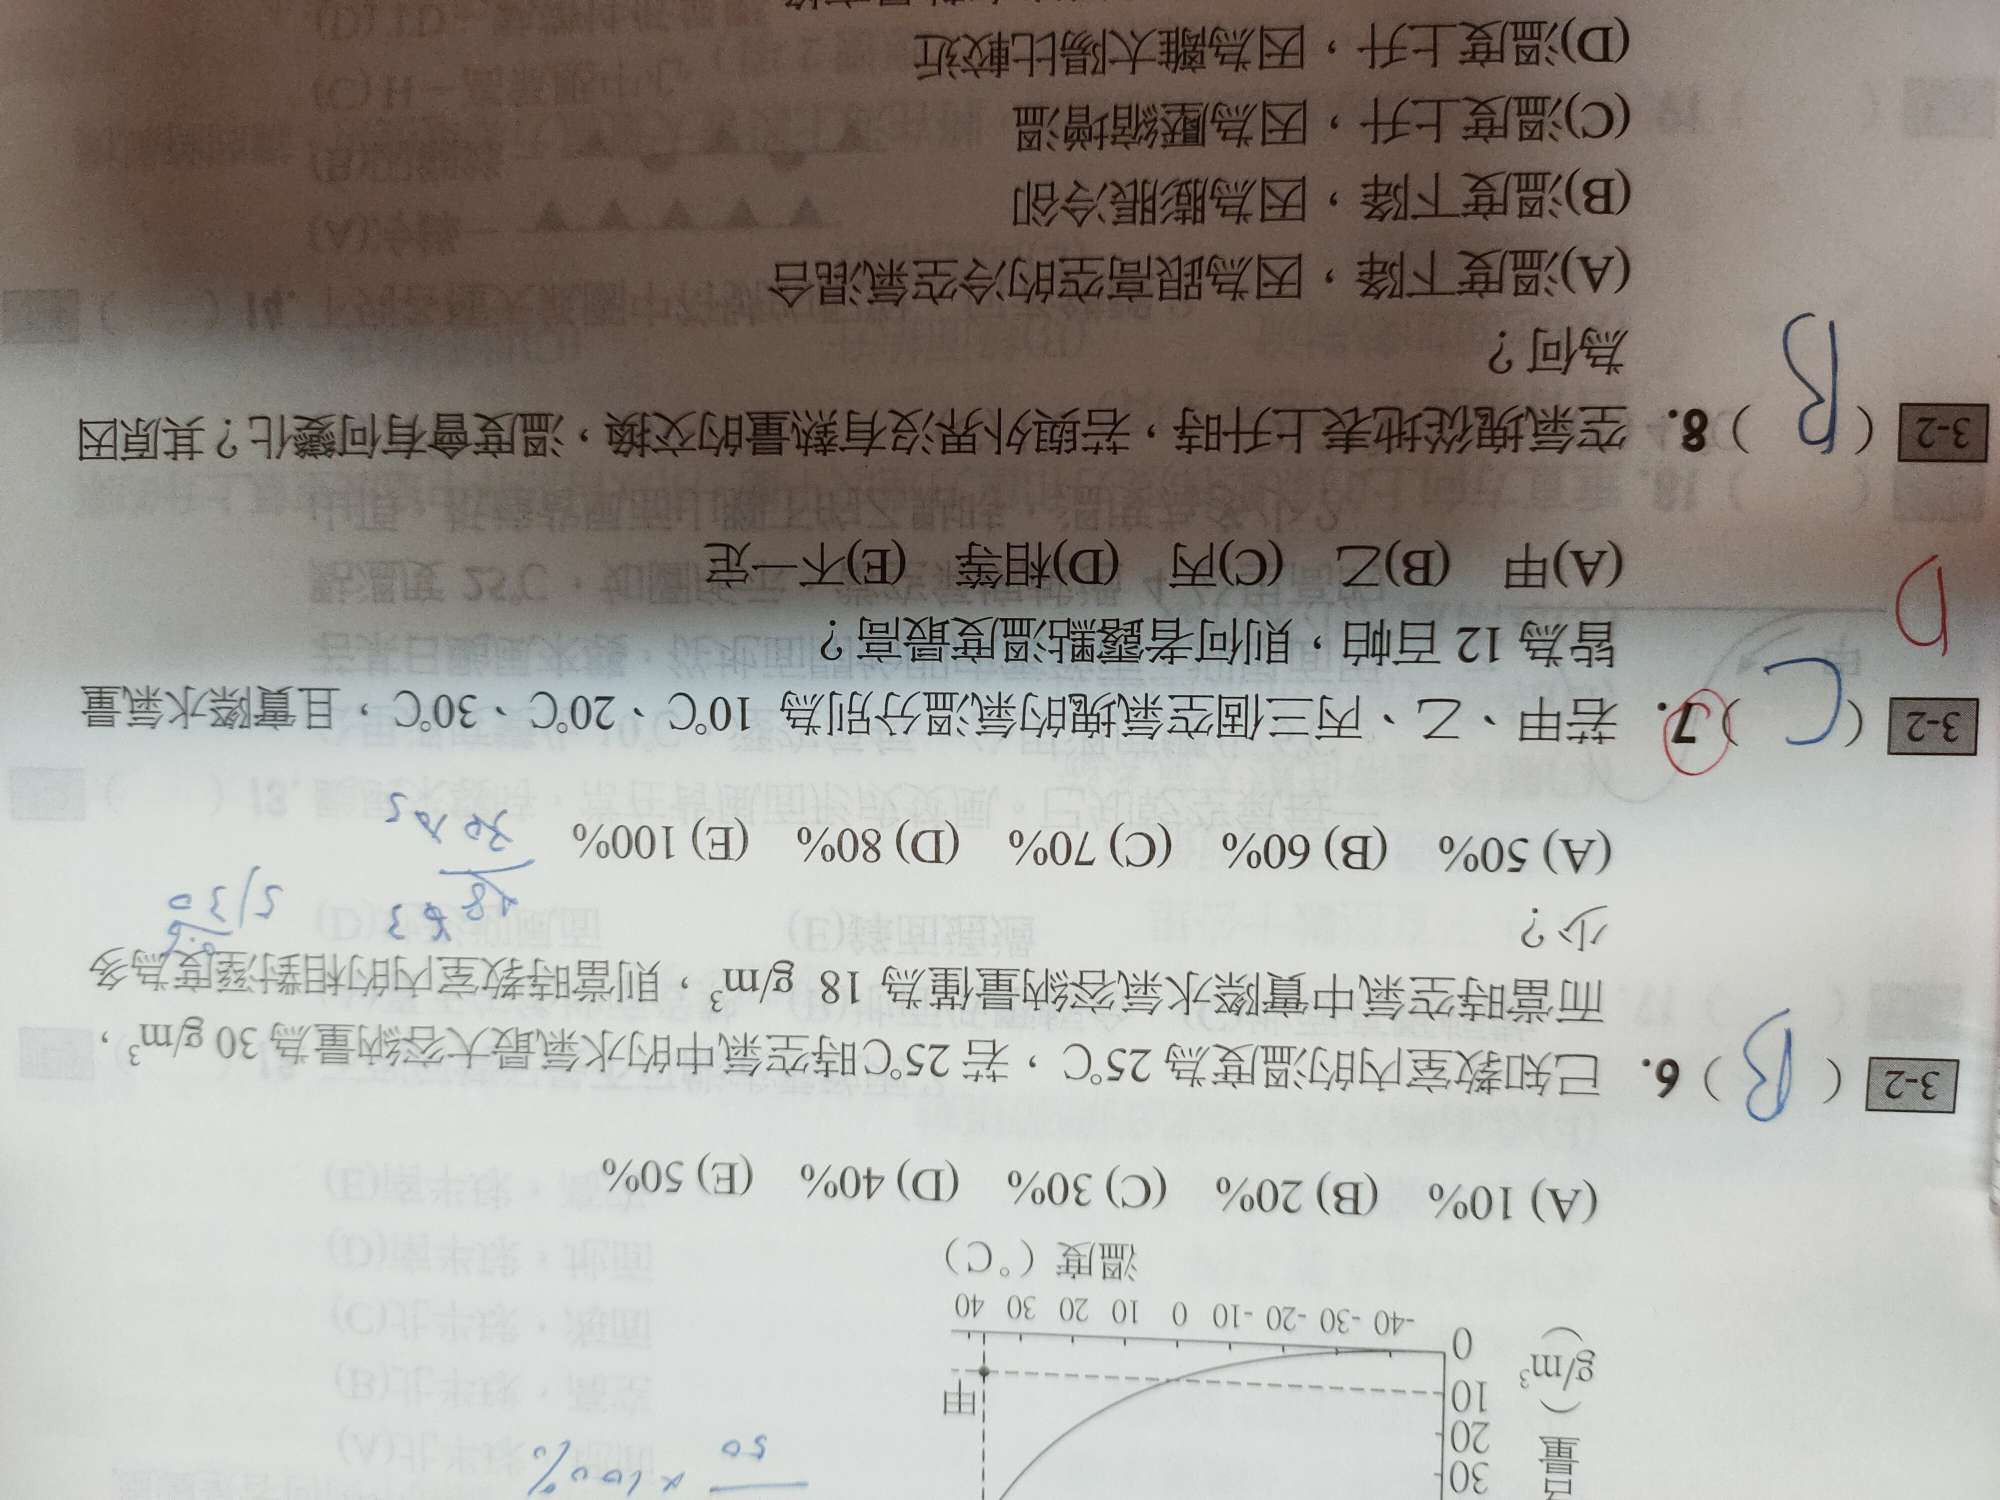 × 100%
50
30
20
10
0
量
(
g/m³
)
甲
-40 -30 -20 -10 0 10 20 30 40
溫度（°C）
(A) 10% (B) 20% (C) 30% (D) 40% (E) 50%
3-2 ( B ) 6. 已知教室內的溫度為 25℃，若 25℃時空氣中的水氣最大容納量為 30 g/m³，
而當時空氣中實際水氣容納量僅為 18 g/m³，則當時教室內的相對溼度為多
少？
18
(A) 50% (B) 60% (C) 70% (D) 80% (E) 100%
3-2 ( C ) 7. 若甲、乙、丙三個空氣塊的氣溫分別為 10℃、20℃、30℃，且實際水氣量
D
皆為 12 百帕，則何者露點溫度最高？
(A)甲 (B)乙 (C)丙 (D)相等 (E)不一定
3-2 ( B ) 8. 空氣塊從地表上升時，若與外界沒有熱量的交換，溫度會有何變化？其原因
為何？
(A)溫度下降，因為跟高空的冷空氣混合
(B)溫度下降，因為膨脹冷卻
(C)溫度上升，因為壓縮增溫
(D)溫度上升，因為離太陽比較近